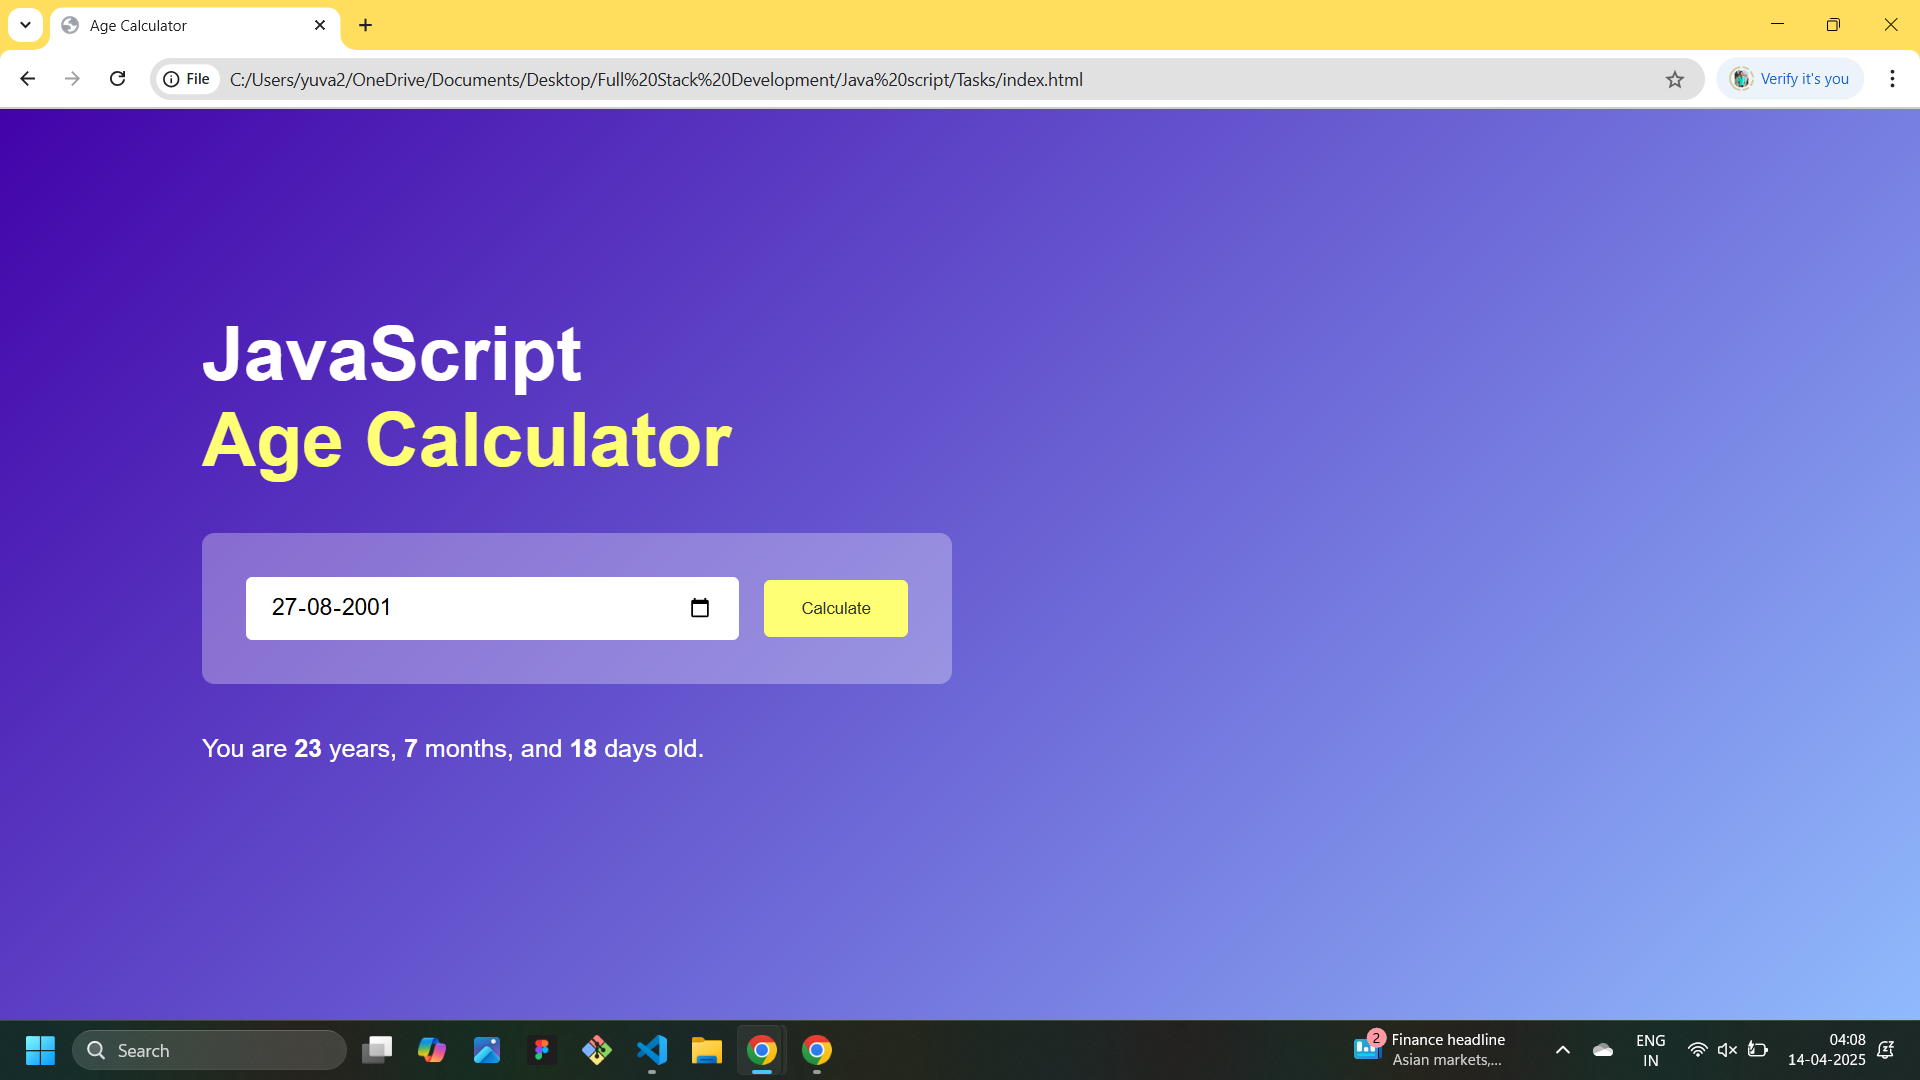 Age Calculator
File
C:/Users/yuva2/OneDrive/Documents/Desktop/Full%20Stack%20Development/Java%20script/Tasks/index.html
Verify it's you
JavaScript
Age Calculator
27-08-2001
Calculate
You are 23 years, 7 months, and 18 days old.
Search
2
Finance headline
Asian markets,...
ENG
IN
04:08
14-04-2025